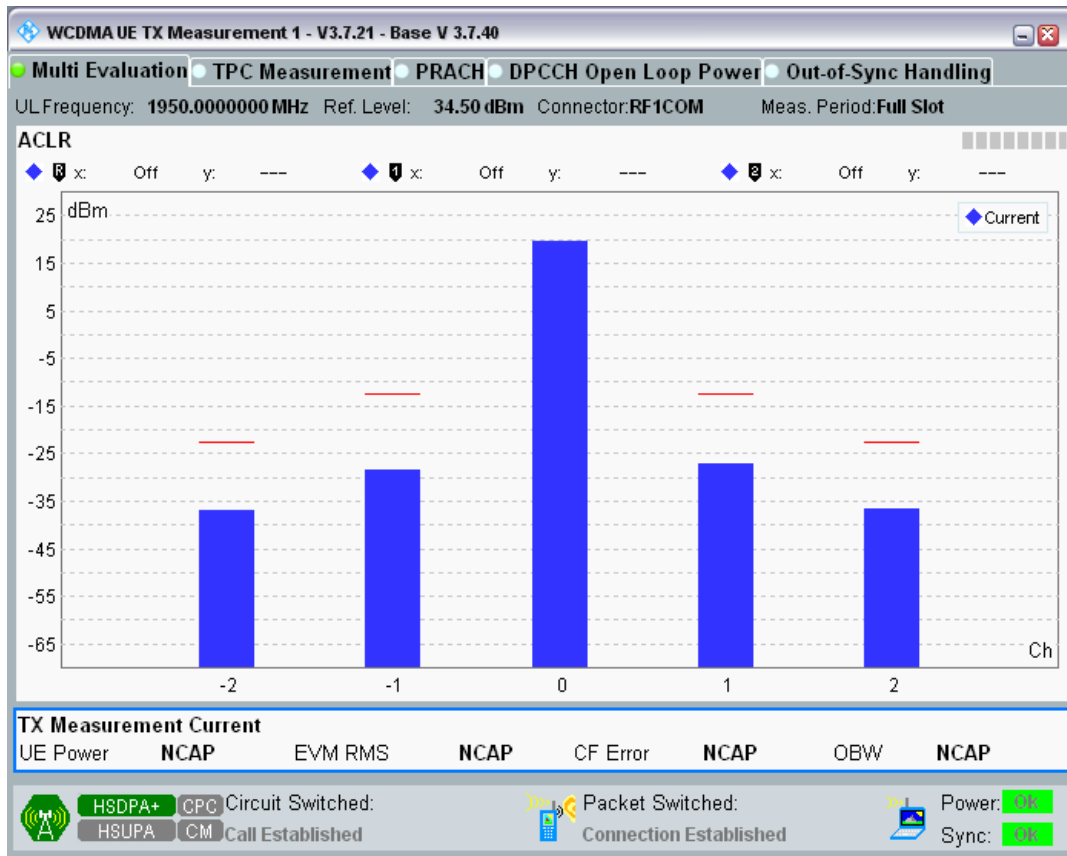 WCDMA UE TX Measurement 1 - V3.7.21 - Base V 3.7.40
Multi Evaluation TPC Measurement PRACH DPCCH Open Loop Power Out-of-Sync Handling
UL Frequency: 1950.0000000 MHz Ref. Level: 34.50 dBm Connector:RF1COM Meas. Period:Full Slot
ACLR
R x: Off y: --- 1 x: Off y: --- 2 x: Off y: ---
25 dBm
Current
15
5
-5
-15
-25
-35
-45
-55
-65
Ch
-2 -1 0 1 2
TX Measurement Current
UE Power NCAP EVM RMS NCAP CF Error NCAP OBW NCAP
HSDPA+ CPC Circuit Switched: Packet Switched: Power: Ok
HSUPA CM Call Established Connection Established Sync: Ok